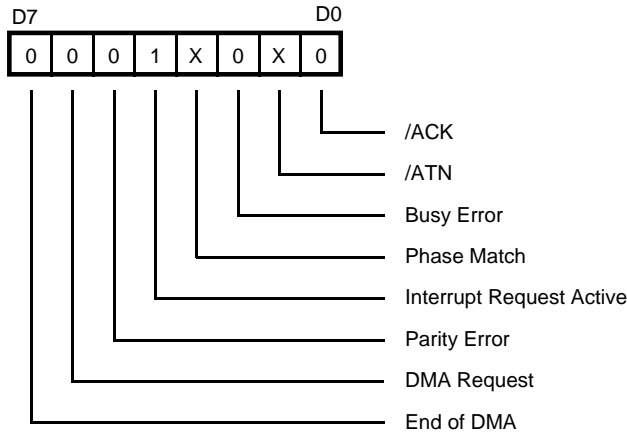 D7 D0
0 0 0 1 X 0 X 0
/ACK
/ATN
Busy Error
Phase Match
Interrupt Request Active
Parity Error
DMA Request
End of DMA